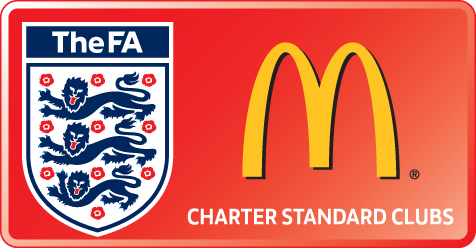 TheFA
M
®
CHARTER STANDARD CLUBS